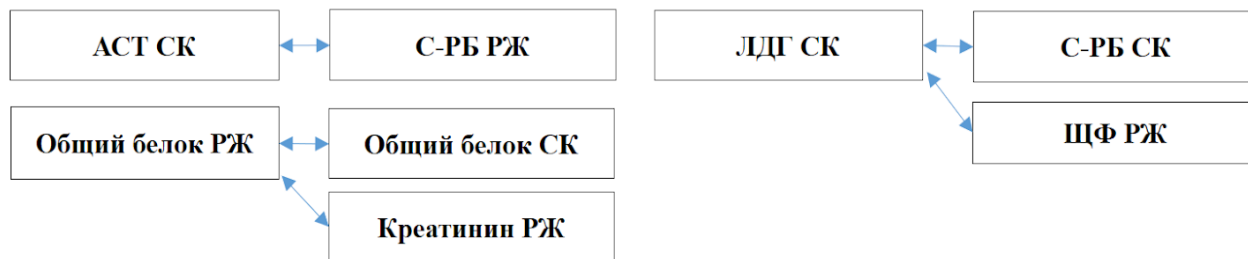 АСТ СК
С-РБ РЖ
ЛДГ СК
С-РБ СК
Общий белок РЖ
Общий белок СК
ЩФ РЖ
Креатинин РЖ